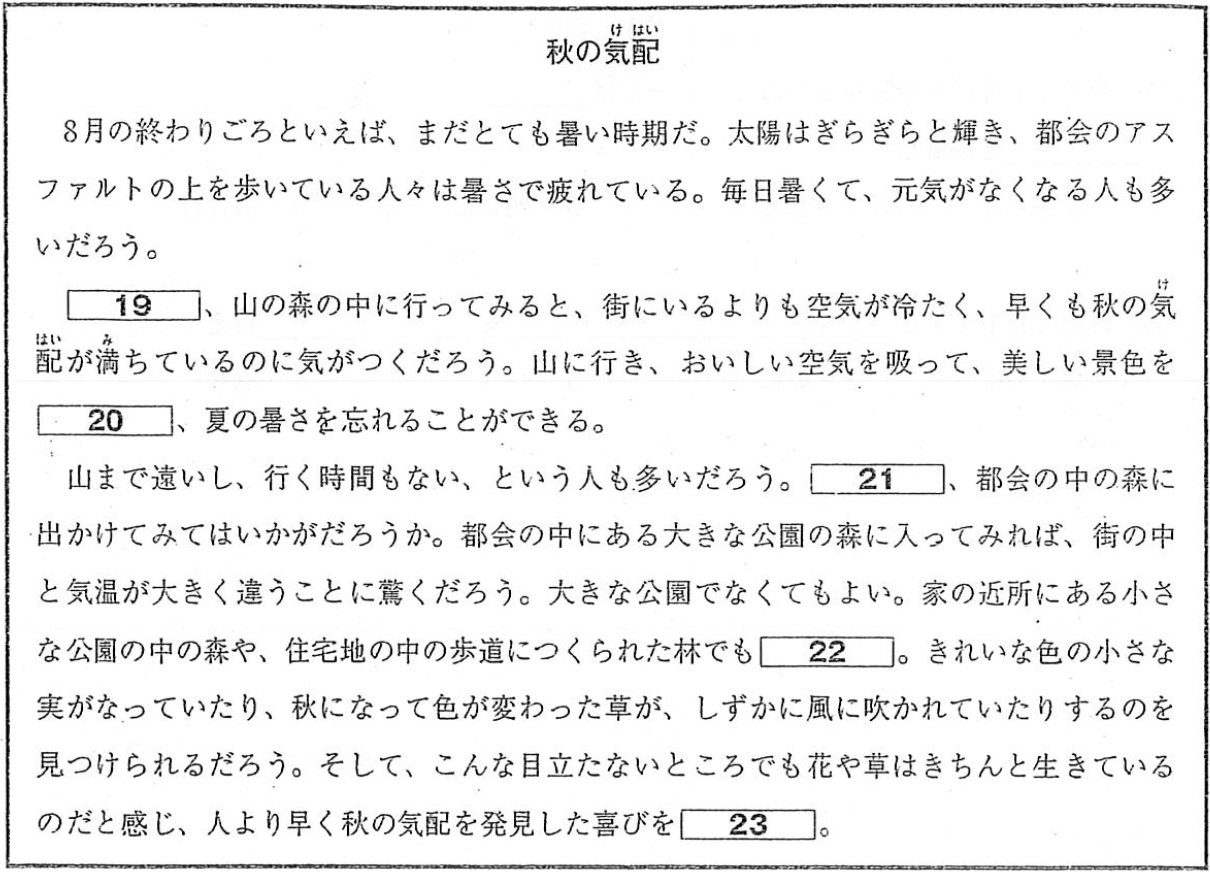 秋の気配
8月の終わりごろといえば、まだとても暑い時期だ。太陽はぎらぎらと輝き、都会のアス
ファルトの上を歩いている人々は暑さで疲れている。毎日暑くて、元気がなくなる人も多
いだろう。
19、山の森の中に行ってみると、街にいるよりも空気が冷たく、早くも秋の気
配が満ちているのに気がつくだろう。山に行き、おいしい空気を吸って、美しい景色を
20、夏の暑さを忘れることができる。
山まで遠いし、行く時間もない、という人も多いだろう。21、都会の中の森に
出かけてみてはいかがだろうか。都会の中にある大きな公園の森に入ってみれば、街の中
と気温が大きく違うことに驚くだろう。大きな公園でなくてもよい。家の近所にある小さ
な公園の中の森や、住宅地の中の歩道につくられた林でも22。きれいな色の小さな
実がなっていたり、秋になって色が変わった草が、しずかに風に吹かれていたりするのを
見つけられるだろう。そして、こんな目立たないところでも花や草はきちんと生きている
のだと感じ、人より早く秋の気配を発見した喜びを23。